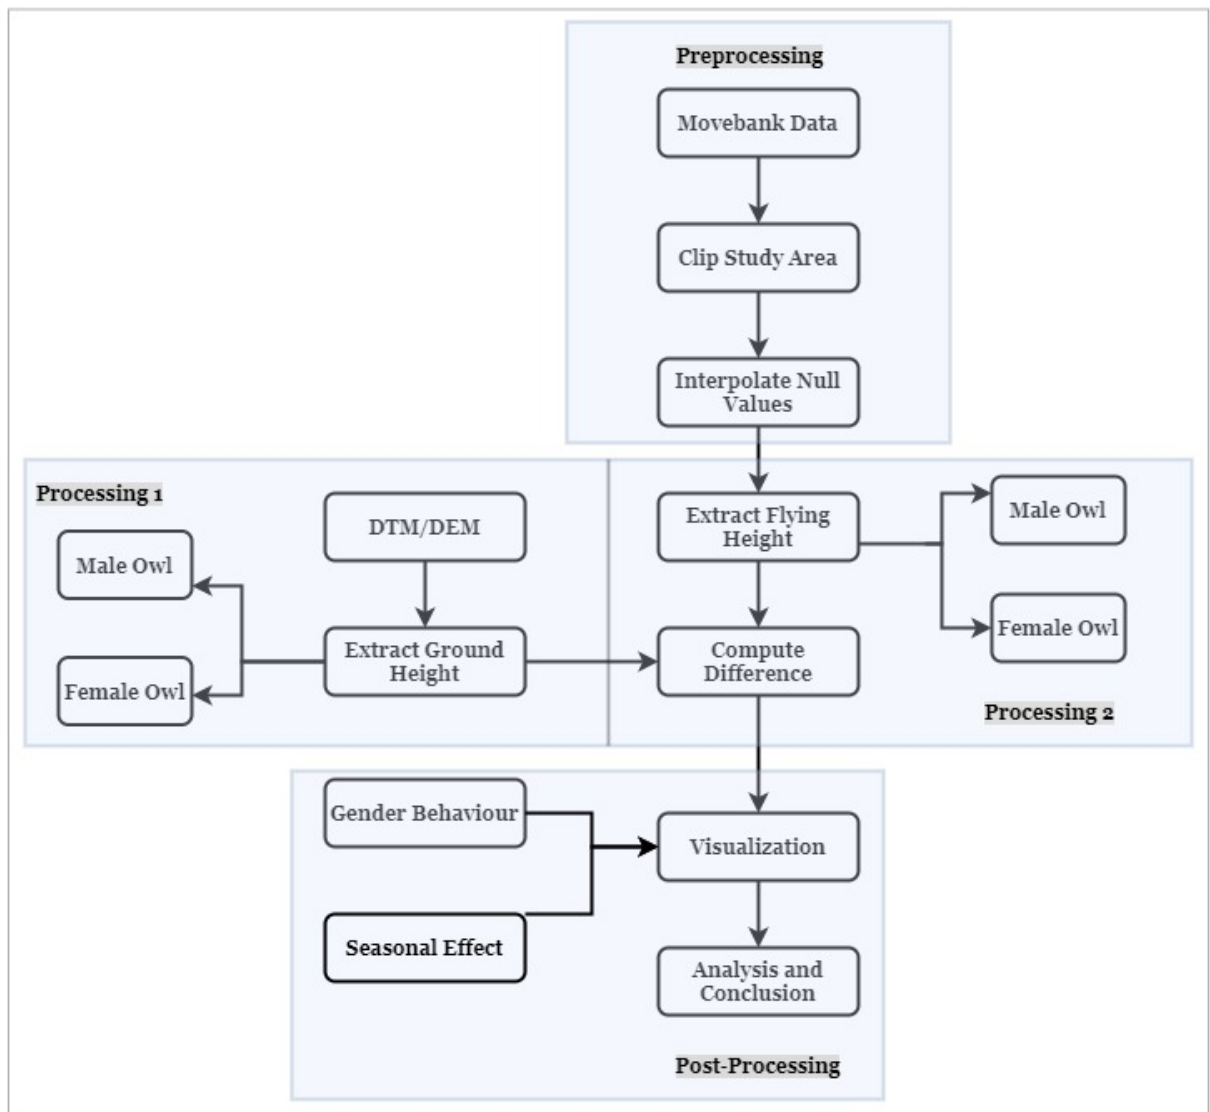 Preprocessing
Movebank Data
Clip Study Area
Interpolate Null
Values
Processing 1
DTM/DEM
Male Owl
Extract Ground
Height
Female Owl
Extract Flying
Height
Male Owl
Compute
Difference
Female Owl
Processing 2
Gender Behaviour
Visualization
Seasonal Effect
Analysis and
Conclusion
Post-Processing